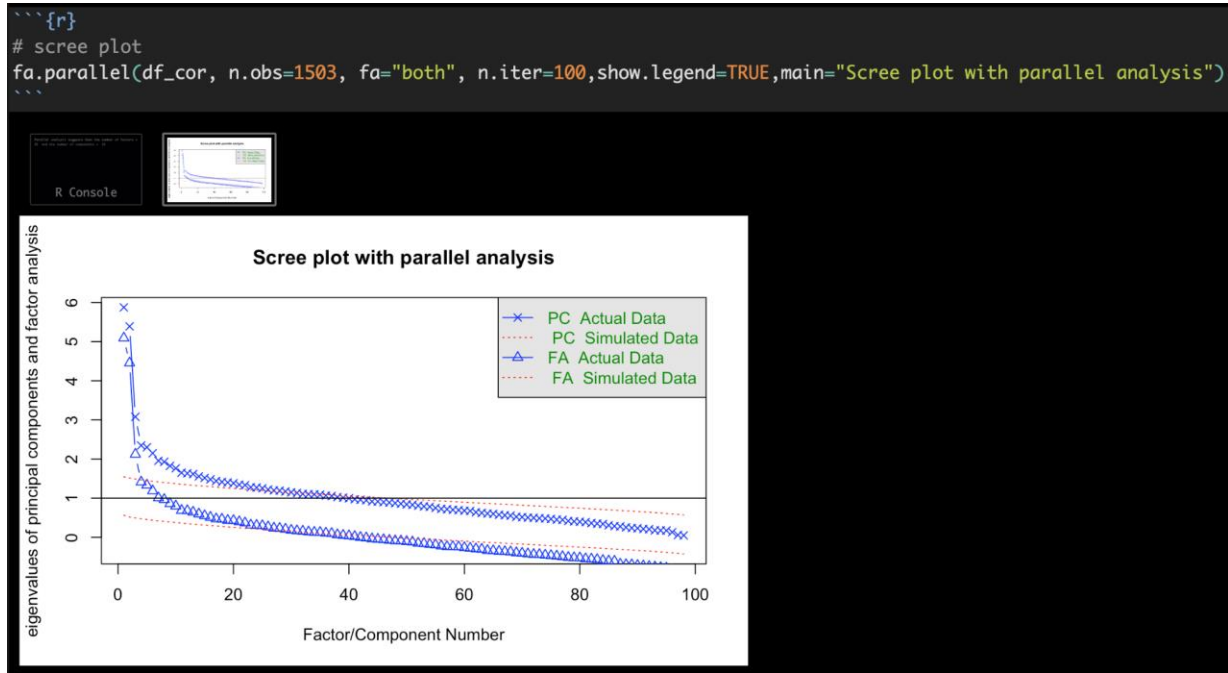 ```{r}
# scree plot
fa.parallel(df_cor, n.obs=1503, fa="both", n.iter=100,show.legend=TRUE,main="Scree plot with parallel analysis")
```
R Console
Scree plot with parallel analysis
eigenvalues of principal components and factor analysis
6
5
4
3
2
1
0
PC Actual Data
PC Simulated Data
FA Actual Data
FA Simulated Data
0 20 40 60 80 100
Factor/Component Number